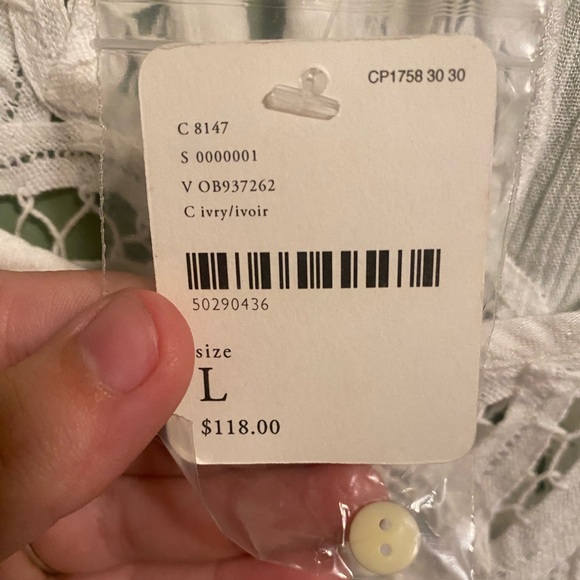 CP1758 30 30
C 8147
S 0000001
V OB937262
C ivry/ivoir
50290436
size
L
$118.00